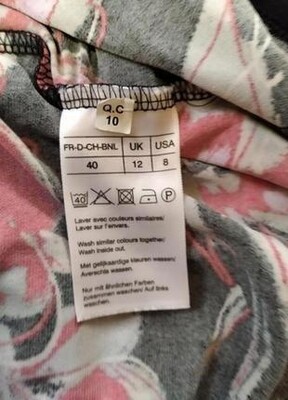 Q.C
10
FR-D-CH-BNL UK USA
40 12 8
40 P
Laver avec couleurs similaires/
Laver sur l'envers.
Wash similar colours together/
Wash inside out.
Met gelijkaardige kleuren wassen/
Averechts wassen.
Nur mit ähnlichen Farben
zusammen waschen/ Auf links
waschen.